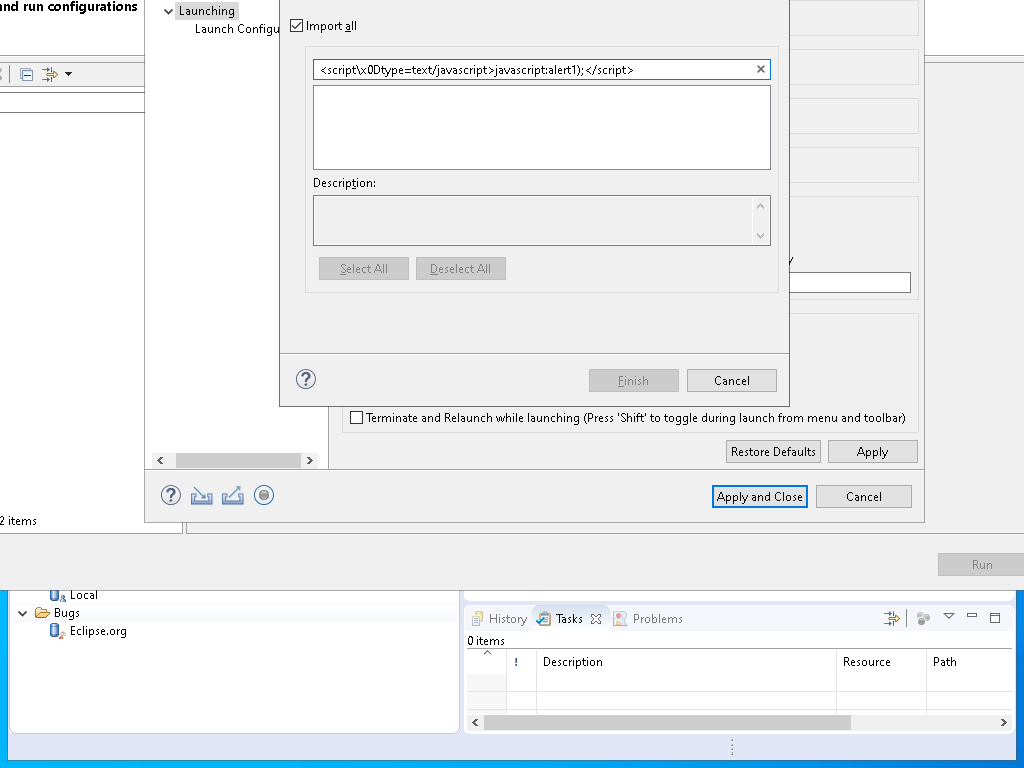 and run configurations
Launching
Launch Configu
Import all
<script\x0Dtype=text/javascript>javascript:alert1);</script>
Description:
Select All
Deselect All
Finish
Cancel
Terminate and Relaunch while launching (Press 'Shift' to toggle during launch from menu and toolbar)
Restore Defaults
Apply
Apply and Close
Cancel
2 items
Run
Local
Bugs
Eclipse.org
History
Tasks
Problems
0 items
!
Description
Resource
Path